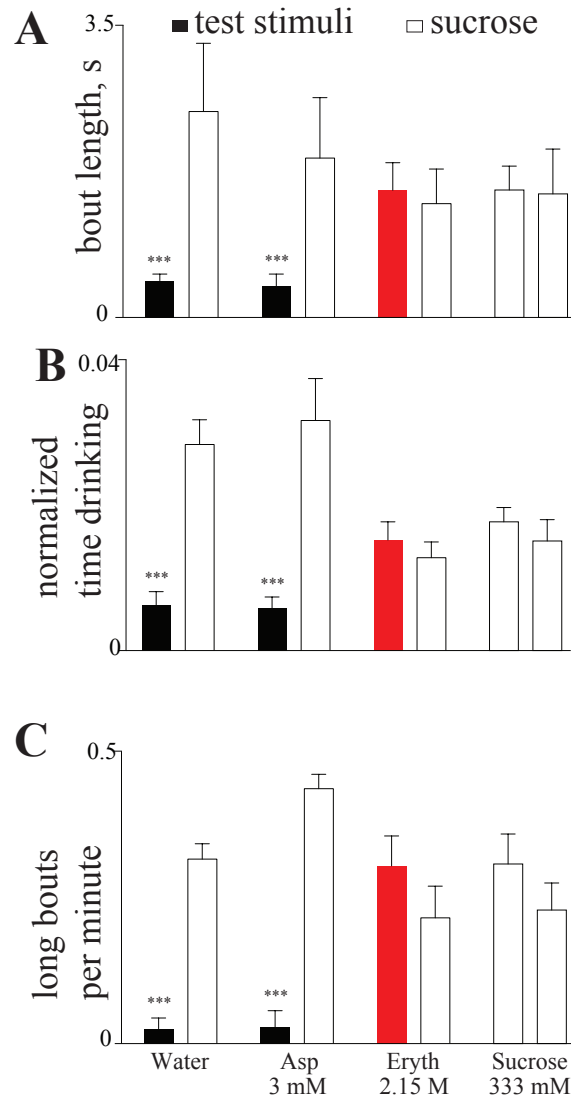 A
3.5
test stimuli
sucrose
bout length, s
***
***
0
B
0.04
normalized
time drinking
***
***
0
C
0.5
long bouts
per minute
***
***
0
Water
Asp
3 mM
Eryth
2.15 M
Sucrose
333 mM